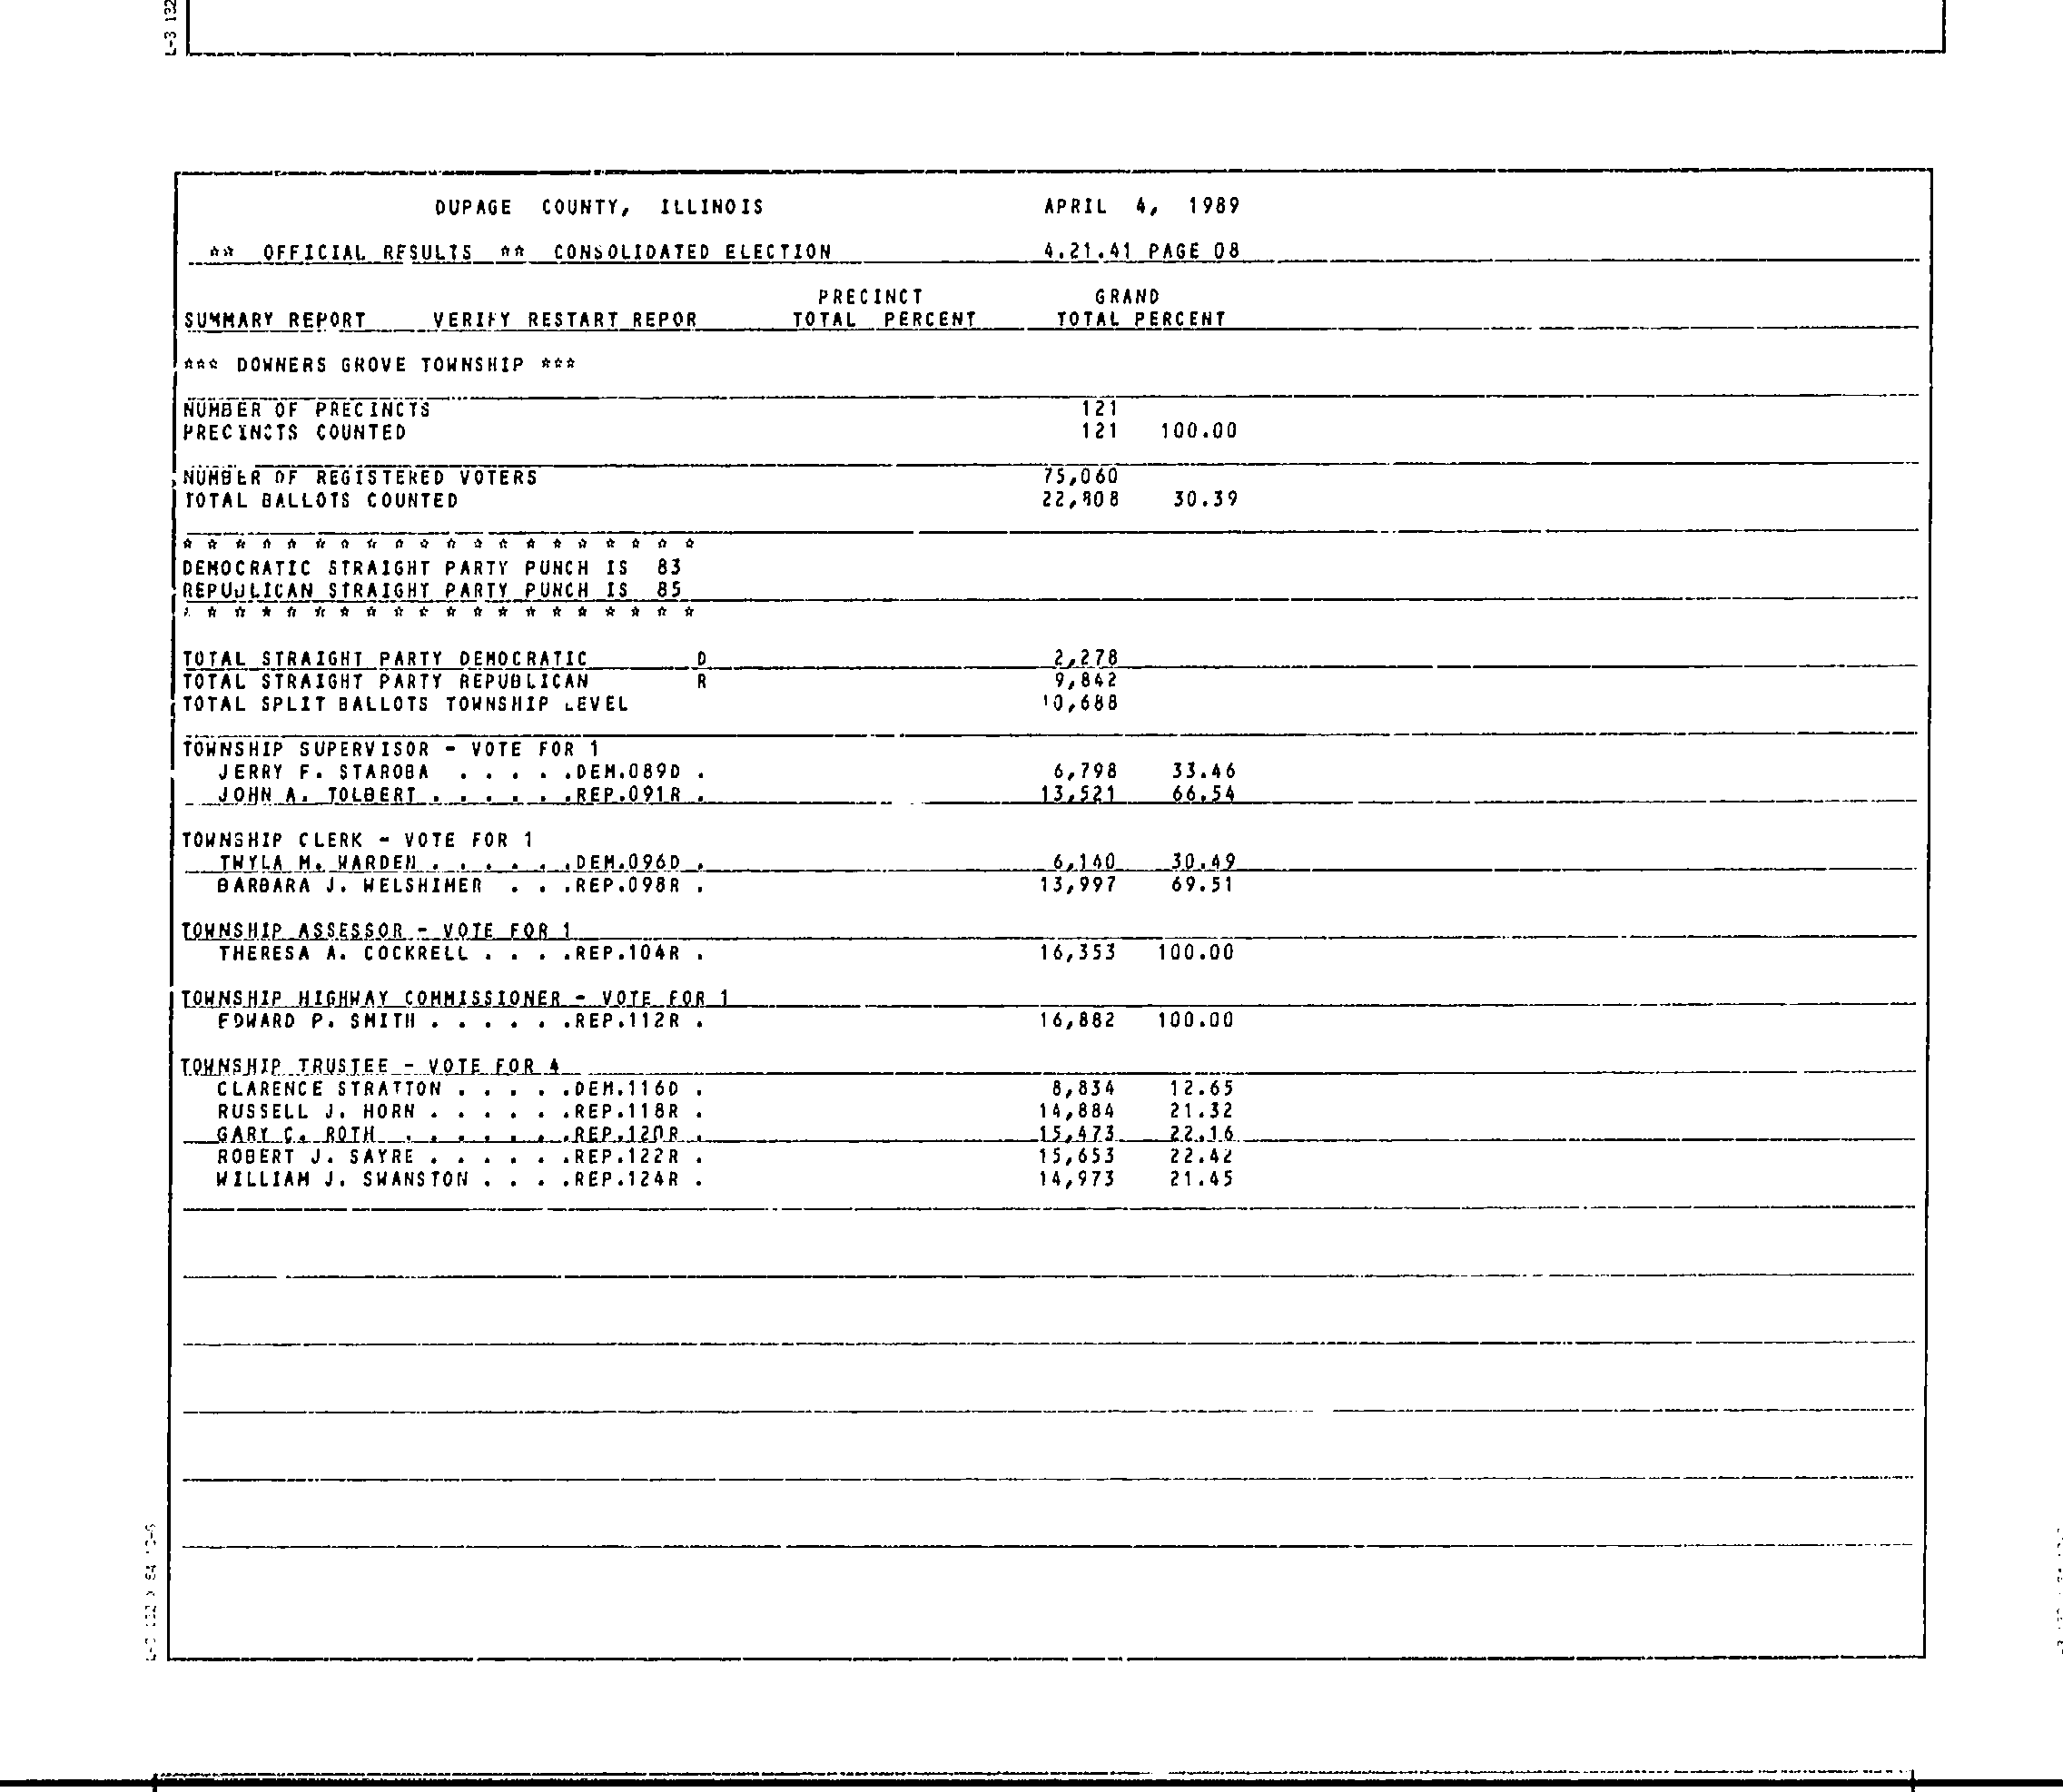 L-3 132
DUPAGE COUNTY, ILLINOIS APRIL 4, 1989
** OFFICIAL RESULTS ** CONSOLIDATED ELECTION 4.21.41 PAGE 08
PRECINCT GRAND
SUMMARY REPORT VERIFY RESTART REPOR TOTAL PERCENT TOTAL PERCENT
*** DOWNERS GROVE TOWNSHIP ***
NUMBER OF PRECINCTS 121
PRECINCTS COUNTED 121 100.00
NUMBER OF REGISTERED VOTERS 75,060
TOTAL BALLOTS COUNTED 22,808 30.39
* * * * * * * * * * * * * * * * * * * *
DEMOCRATIC STRAIGHT PARTY PUNCH IS 83
REPUBLICAN STRAIGHT PARTY PUNCH IS 85
* * * * * * * * * * * * * * * * * * * *
TOTAL STRAIGHT PARTY DEMOCRATIC D 2,278
TOTAL STRAIGHT PARTY REPUBLICAN R 9,842
TOTAL SPLIT BALLOTS TOWNSHIP LEVEL 10,688
TOWNSHIP SUPERVISOR - VOTE FOR 1
JERRY F. STAROBA . . . . .DEM.089D . 6,798 33.46
JOHN A. TOLBERT . . . . . .REP.091R . 13,521 66.54
TOWNSHIP CLERK - VOTE FOR 1
TWYLA M. WARDEN . . . . . .DEM.096D . 6,140 30.49
BARBARA J. WELSHIMER . . .REP.098R . 13,997 69.51
TOWNSHIP ASSESSOR - VOTE FOR 1
THERESA A. COCKRELL . . . .REP.104R . 16,353 100.00
TOWNSHIP HIGHWAY COMMISSIONER - VOTE FOR 1
EDWARD P. SMITH . . . . . .REP.112R . 16,882 100.00
TOWNSHIP TRUSTEE - VOTE FOR 4
CLARENCE STRATTON . . . . .DEM.116D . 8,834 12.65
RUSSELL J. HORN . . . . . .REP.118R . 14,884 21.32
GARY C. ROTH . . . . . . .REP.120R . 15,473 22.16
ROBERT J. SAYRE . . . . . .REP.122R . 15,653 22.42
WILLIAM J. SWANSTON . . . .REP.124R . 14,973 21.45